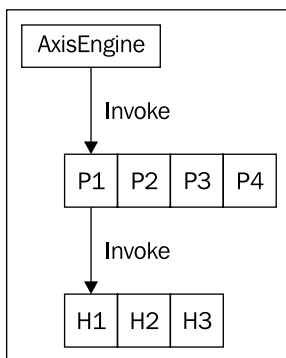 AxisEngine
Invoke
P1 P2 P3 P4
Invoke
H1 H2 H3